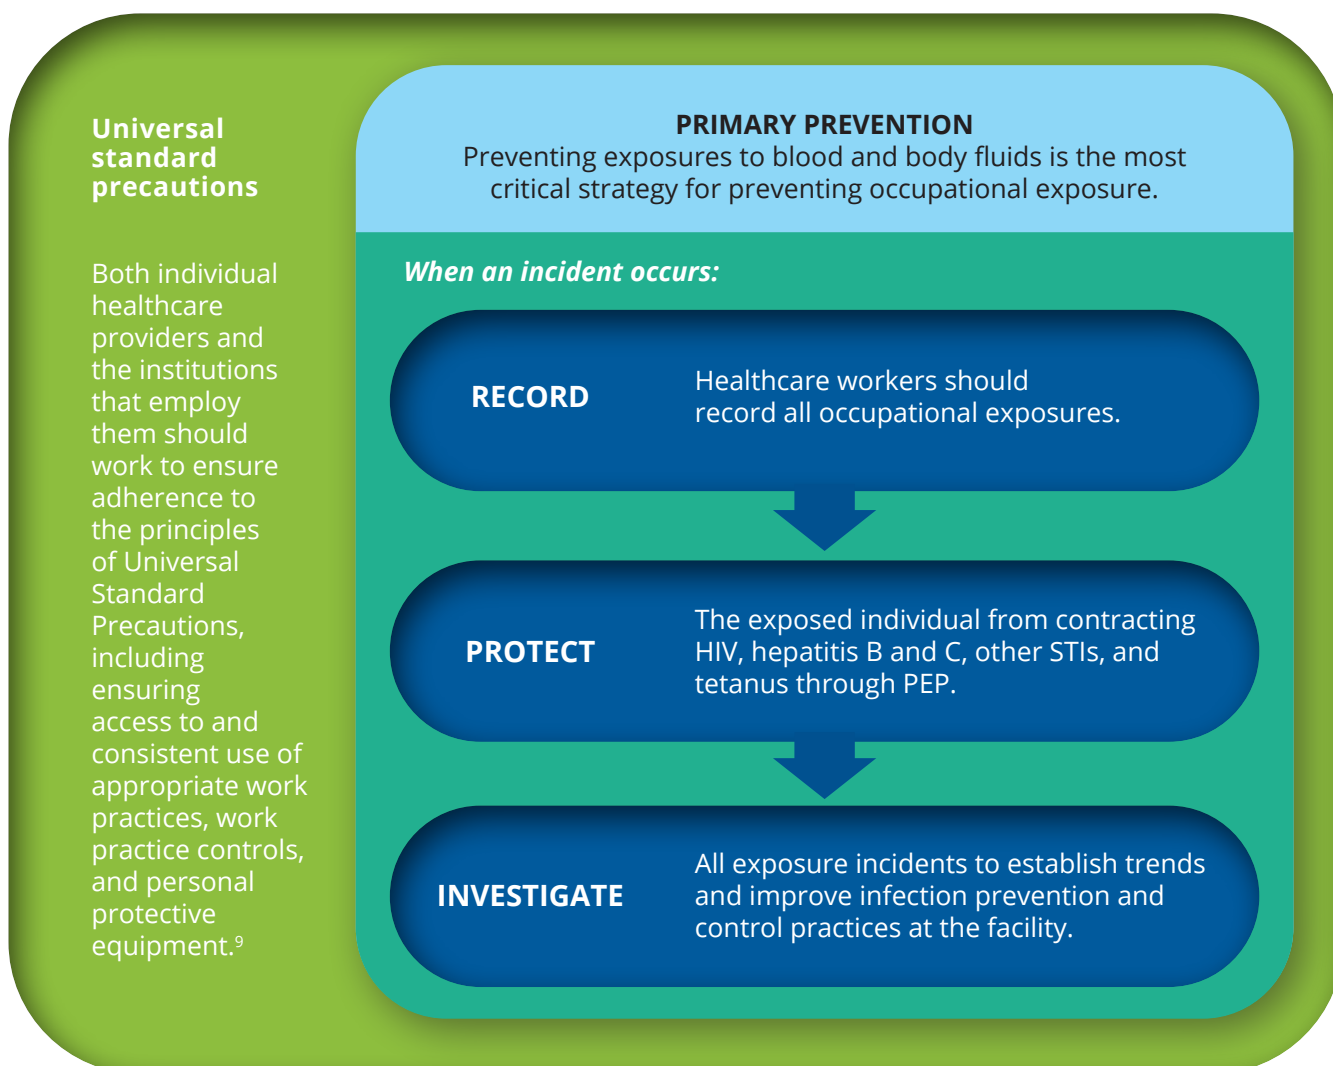 Universal
standard
precautions
Both individual
healthcare
providers and
the institutions
that employ
them should
work to ensure
adherence to
the principles
of Universal
Standard
Precautions,
including
ensuring
access to and
consistent use of
appropriate work
practices, work
practice controls,
and personal
protective
equipment.⁹
PRIMARY PREVENTION
Preventing exposures to blood and body fluids is the most
critical strategy for preventing occupational exposure.
When an incident occurs:
RECORD
Healthcare workers should
record all occupational exposures.
PROTECT
The exposed individual from contracting
HIV, hepatitis B and C, other STIs, and
tetanus through PEP.
INVESTIGATE
All exposure incidents to establish trends
and improve infection prevention and
control practices at the facility.